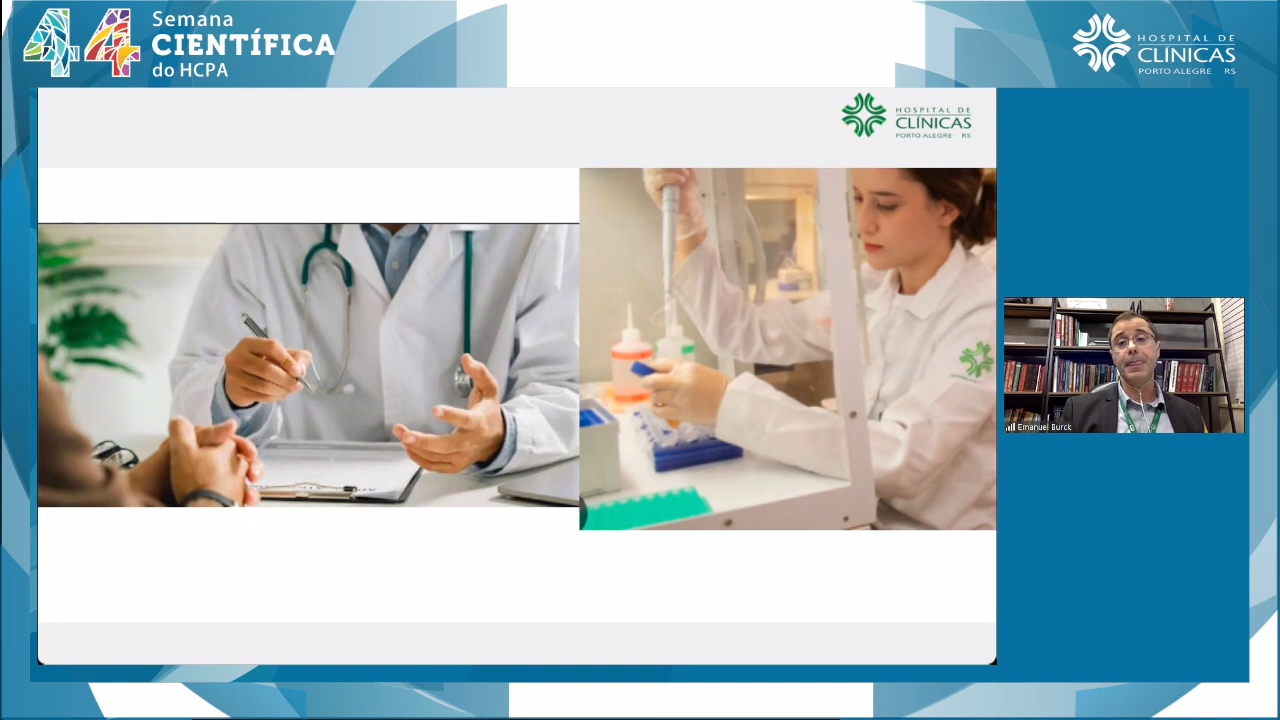 44
Semana
CIENTÍFICA
do HCPA
HOSPITAL DE
CLÍNICAS
PORTO ALEGRE RS
HOSPITAL DE
CLÍNICAS
PORTO ALEGRE RS
Emanuel Burck